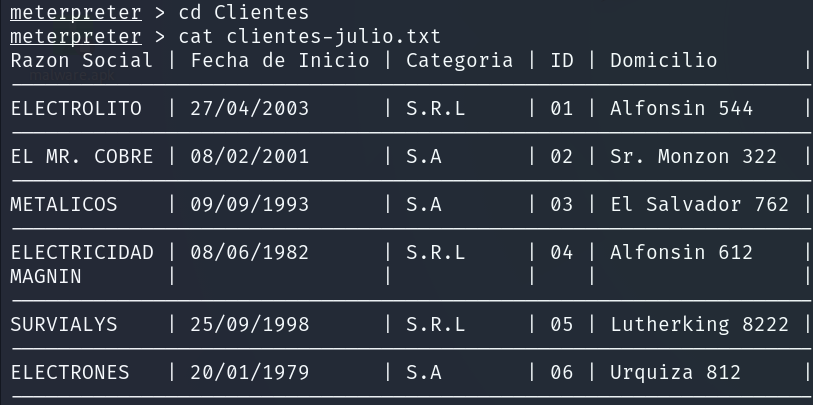 meterpreter > cd Clientes
meterpreter > cat clientes-julio.txt
Razon Social | Fecha de Inicio | Categoria | ID | Domicilio |
ELECTROLITO | 27/04/2003 | S.R.L | 01 | Alfonsin 544 |
EL MR. COBRE | 08/02/2001 | S.A | 02 | Sr. Monzon 322 |
METALICOS | 09/09/1993 | S.A | 03 | El Salvador 762 |
ELECTRICIDAD | 08/06/1982 | S.R.L | 04 | Alfonsin 612 |
MAGNIN | | | | |
SURVIALYS | 25/09/1998 | S.R.L | 05 | Lutherking 8222 |
ELECTRONES | 20/01/1979 | S.A | 06 | Urquiza 812 |